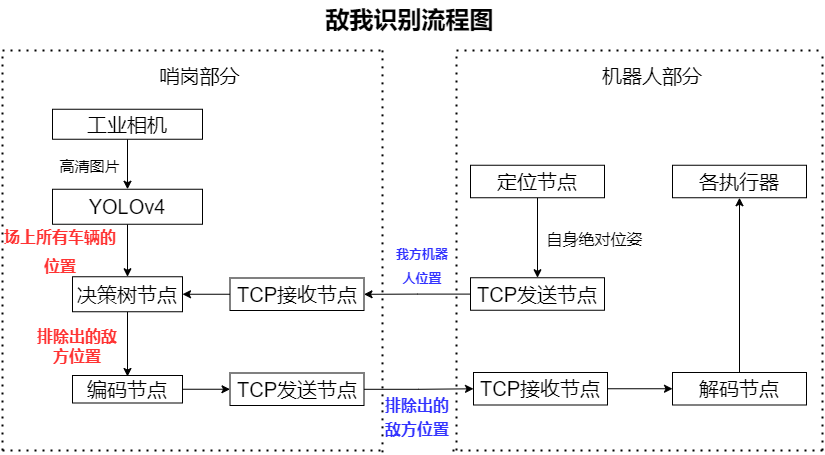 敌我识别流程图
哨岗部分
机器人部分
工业相机
高清图片
YOLOv4
定位节点
各执行器
场上所有车辆的
位置
自身绝对位姿
我方机器
人位置
决策树节点
TCP接收节点
TCP发送节点
排除出的敌
方位置
编码节点
TCP发送节点
排除出的
敌方位置
TCP接收节点
解码节点